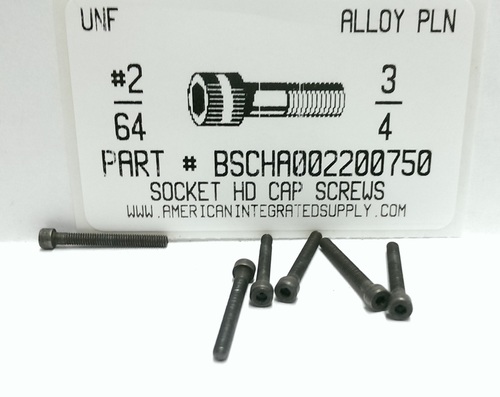 UNF ALLOY PLN
#2 3
64 4
PART # BSCHA002200750
SOCKET HD CAP SCREWS
WWW.AMERICANINTEGRATEDSUPPLY.COM